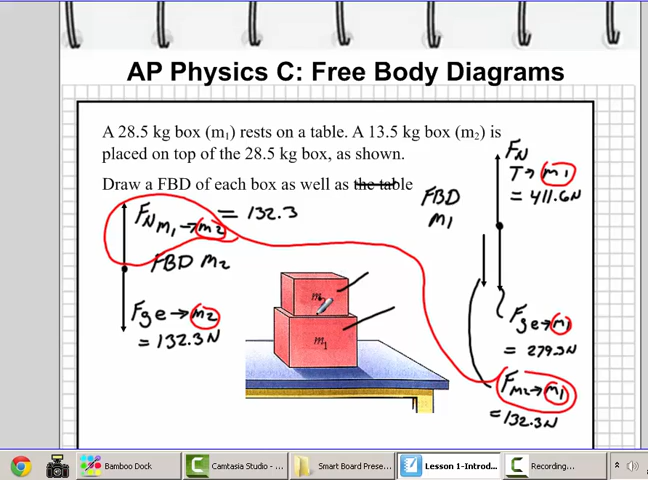 AP Physics C: Free Body Diagrams
A 28.5 kg box (m₁) rests on a table. A 13.5 kg box (m₂) is
placed on top of the 28.5 kg box, as shown.
Draw a FBD of each box as well as the table
FN m1→m2 = 132.3
FBD m2
Fge→m2
= 132.3N
FBD
m1
FN
T→m1
= 411.6N
Fge→m1
= 279.3N
Fm2→m1
= 132.3N
m₁
Bamboo Dock
Camtasia Studio - ...
Smart Board Prese...
Lesson 1-Introd...
Recording...